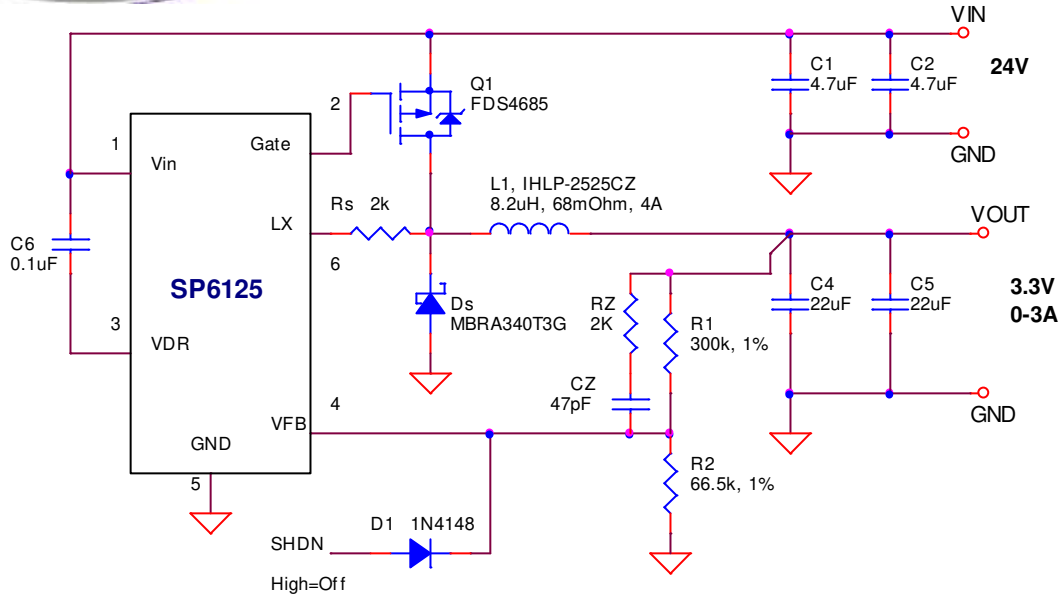 VIN
24V
C1
4.7uF
C2
4.7uF
GND
Q1
FDS4685
2
Gate
1
Vin
L1, IHLP-2525CZ
8.2uH, 68mOhm, 4A
Rs 2k
LX
6
VOUT
3.3V
0-3A
C6
0.1uF
SP6125
Ds
MBRA340T3G
RZ
2K
R1
300k, 1%
C4
22uF
C5
22uF
3
VDR
CZ
47pF
4
VFB
GND
GND
5
R2
66.5k, 1%
D1 1N4148
SHDN
High=Off